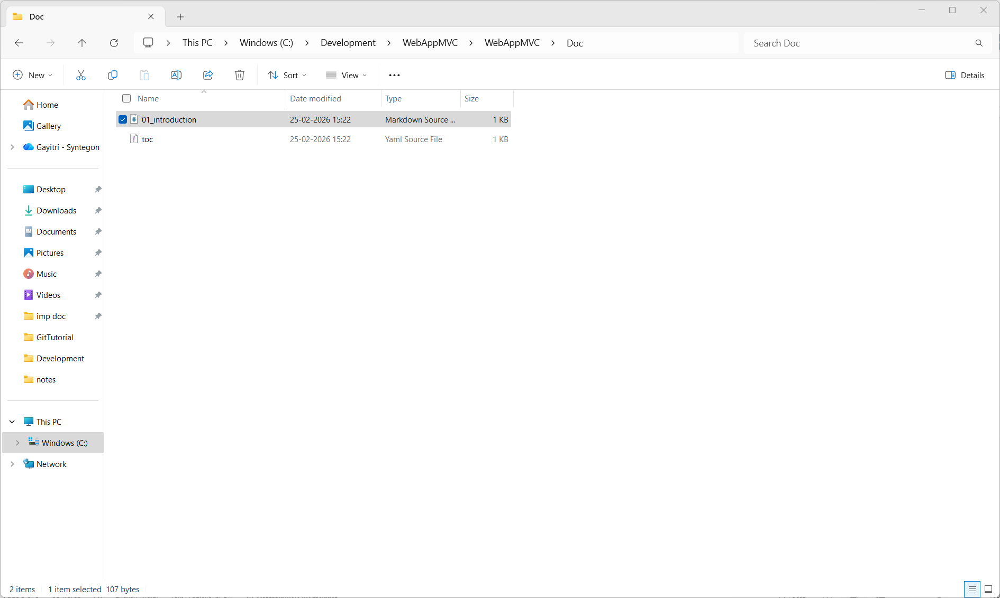 Doc
This PC > Windows (C:) > Development > WebAppMVC > WebAppMVC > Doc
Search Doc
New
Sort
View
Details
Name
Date modified
Type
Size
01_introduction 25-02-2026 15:22 Markdown Source ... 1 KB
toc 25-02-2026 15:22 Yaml Source File 1 KB
Home
Gallery
Gayitri - Syntegon
Desktop
Downloads
Documents
Pictures
Music
Videos
imp doc
GitTutorial
Development
notes
This PC
Windows (C:)
Network
2 items 1 item selected 107 bytes